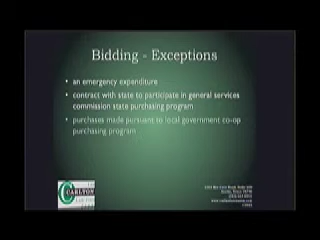 Bidding - Exceptions
• an emergency expenditure
• contract with state to participate in general services
commission state purchasing program
• purchases made pursuant to local government co-op
purchasing program
CARLTON